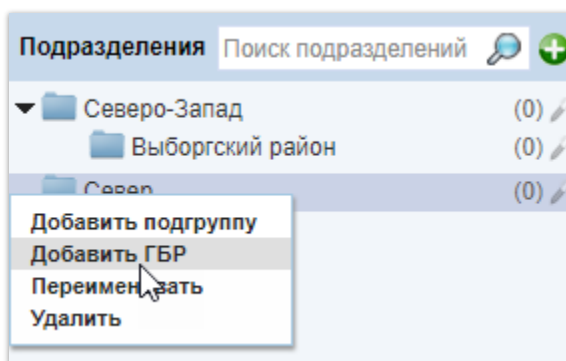 Подразделения Поиск подразделений
Северо-Запад (0)
Выборгский район (0)
Север (0)
Добавить подгруппу
Добавить ГБР
Переименовать
Удалить